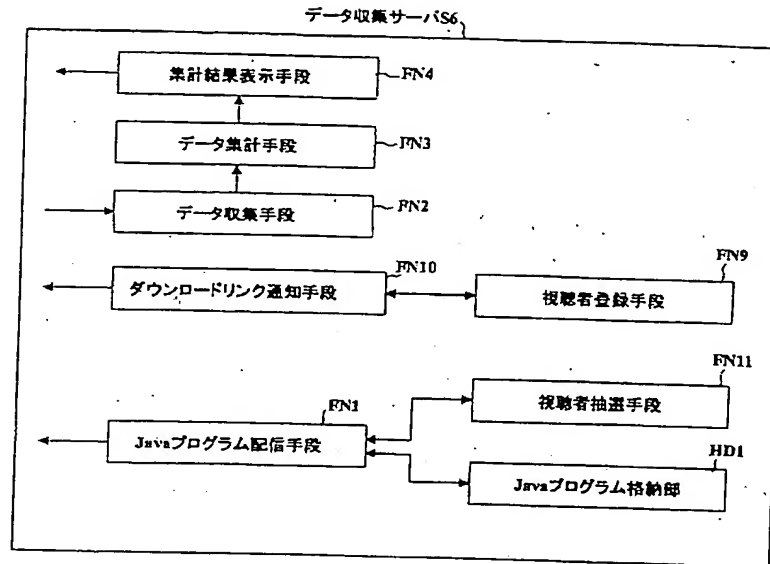 データ収集サーバS6
集計結果表示手段
FN4
データ集計手段
FN3
データ収集手段
FN2
FN10
ダウンロードリンク通知手段
FN9
視聴者登録手段
FN11
視聴者抽選手段
FN1
Javaプログラム配信手段
HD1
Javaプログラム格納部